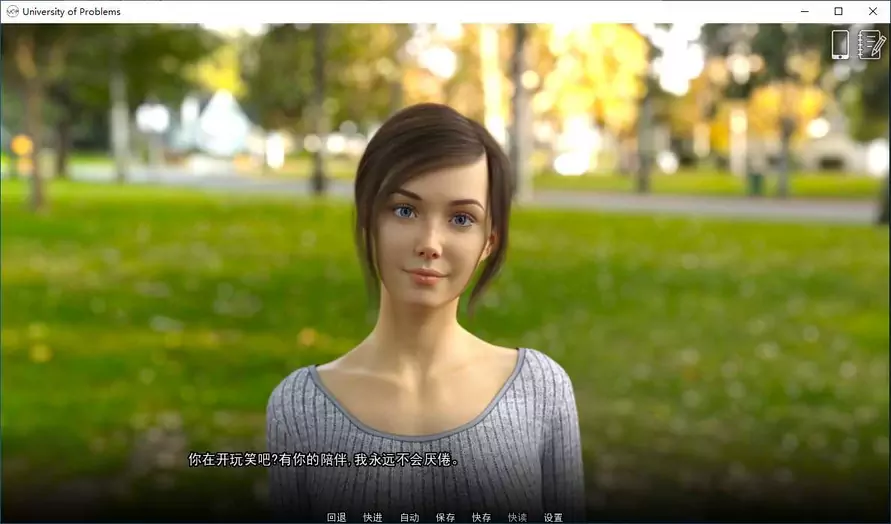 University of Problems
你在开玩笑吧?有你的陪伴,我永远不会厌倦。
回退 快进 自动 保存 快存 快读 设置